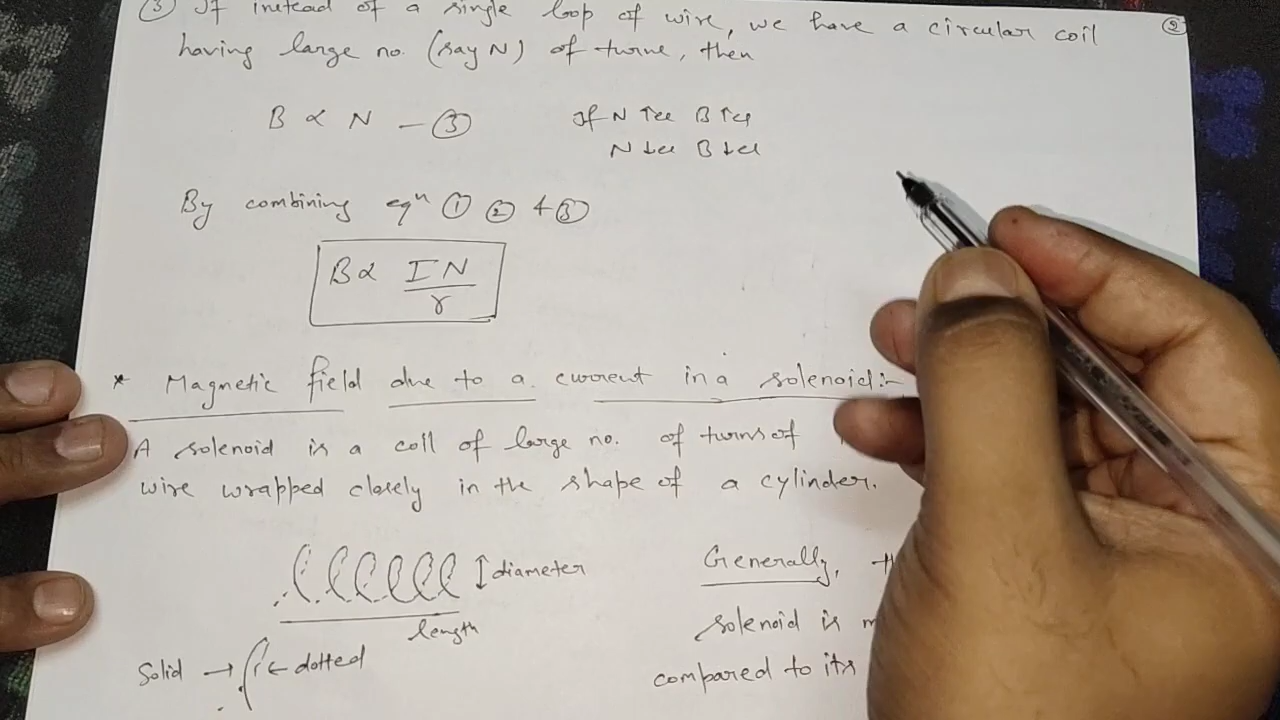 ③ If instead of a single loop of wire, we have a circular coil ②
having large no. (say N) of turns, then
B ∝ N — ③ If N ↑es B ↑es
N ↓es B ↓es
By combining eqⁿ ① ② + ③
B ∝ IN/r
* Magnetic field due to a current in a solenoid:-
A solenoid is a coil of large no. of turns of
wire wrapped closely in the shape of a cylinder.
diameter
length
Solid → ← dotted
Generally,
solenoid is
compared to its